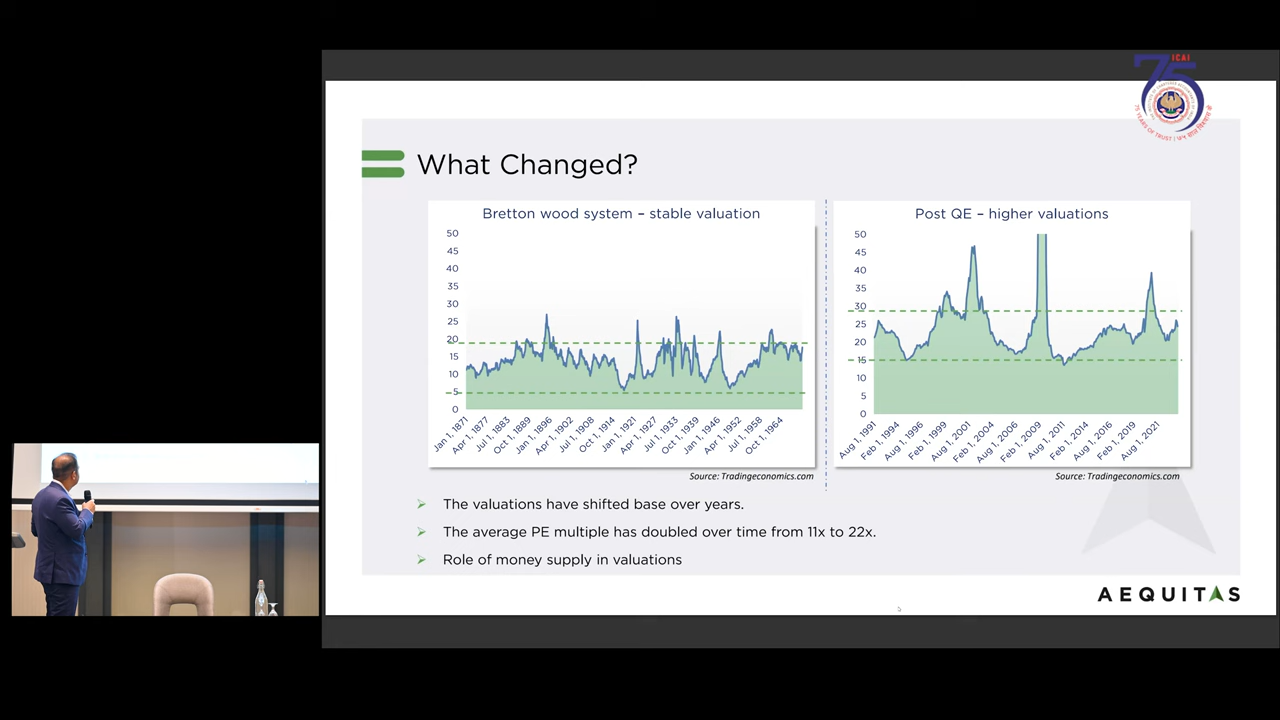 ICAI
75
What Changed?
Bretton wood system – stable valuation
50
45
40
35
30
25
20
15
10
5
0
Jan 1, 1871
Apr 1, 1877
Jul 1, 1883
Oct 1, 1889
Jan 1, 1896
Apr 1, 1902
Jul 1, 1908
Oct 1, 1914
Jan 1, 1921
Apr 1, 1927
Jul 1, 1933
Oct 1, 1939
Jan 1, 1946
Apr 1, 1952
Jul 1, 1958
Oct 1, 1964
Source: Tradingeconomics.com
Post QE – higher valuations
50
45
40
35
30
25
20
15
10
5
0
Aug 1, 1991
Feb 1, 1994
Aug 1, 1996
Feb 1, 1999
Aug 1, 2001
Feb 1, 2004
Aug 1, 2006
Feb 1, 2009
Aug 1, 2011
Feb 1, 2014
Aug 1, 2016
Feb 1, 2019
Aug 1, 2021
Source: Tradingeconomics.com
The valuations have shifted base over years.
The average PE multiple has doubled over time from 11x to 22x.
Role of money supply in valuations
AEQUITAS